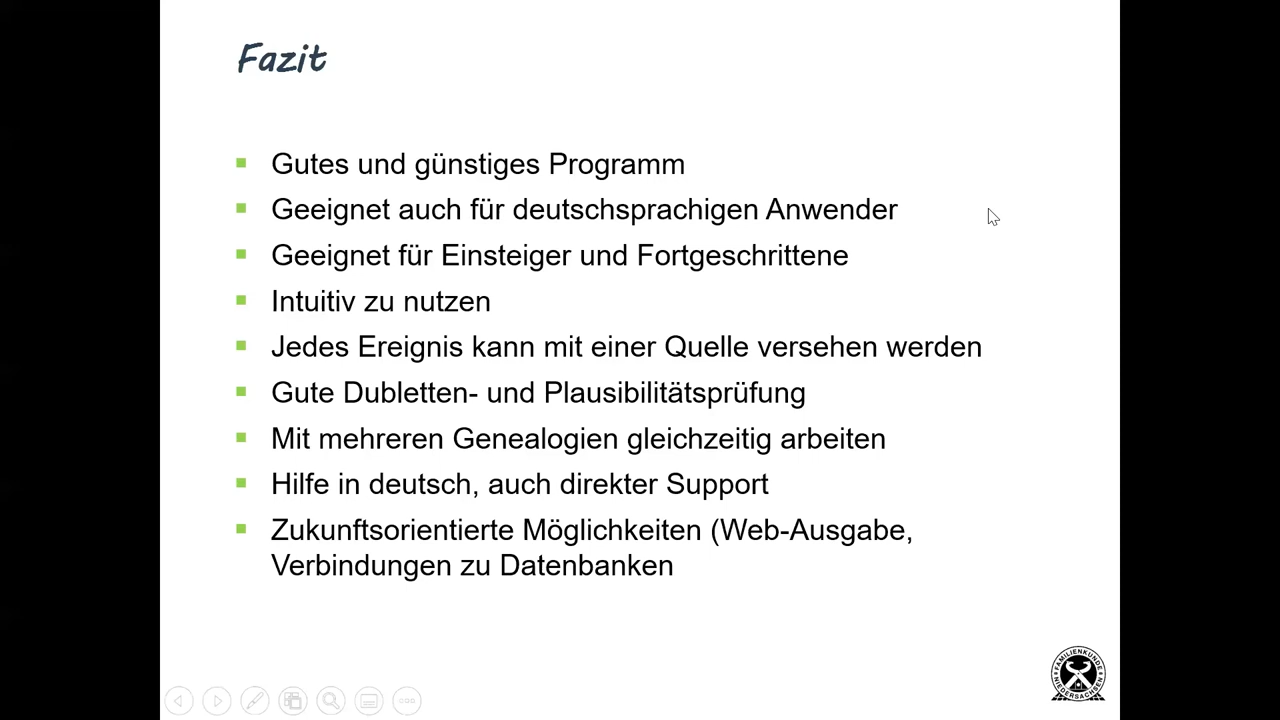 Fazit
Gutes und günstiges Programm
Geeignet auch für deutschsprachigen Anwender
Geeignet für Einsteiger und Fortgeschrittene
Intuitiv zu nutzen
Jedes Ereignis kann mit einer Quelle versehen werden
Gute Dubletten- und Plausibilitätsprüfung
Mit mehreren Genealogien gleichzeitig arbeiten
Hilfe in deutsch, auch direkter Support
Zukunftsorientierte Möglichkeiten (Web-Ausgabe,
Verbindungen zu Datenbanken
FAMILIENKUNDE
NIEDERSACHSEN